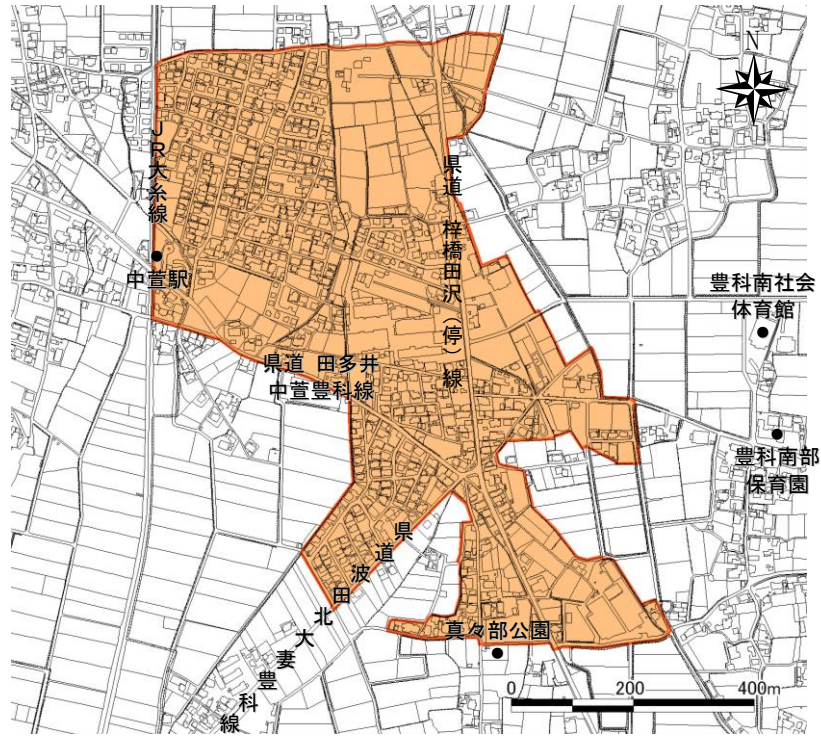 N
JR大糸線
県道 梓橋田沢(停)線
中萱駅
豊科南社会
体育館
県道 田多井
中萱豊科線
豊科南部
保育園
県道波田北大妻豊科線
真々部公園
0 200 400m